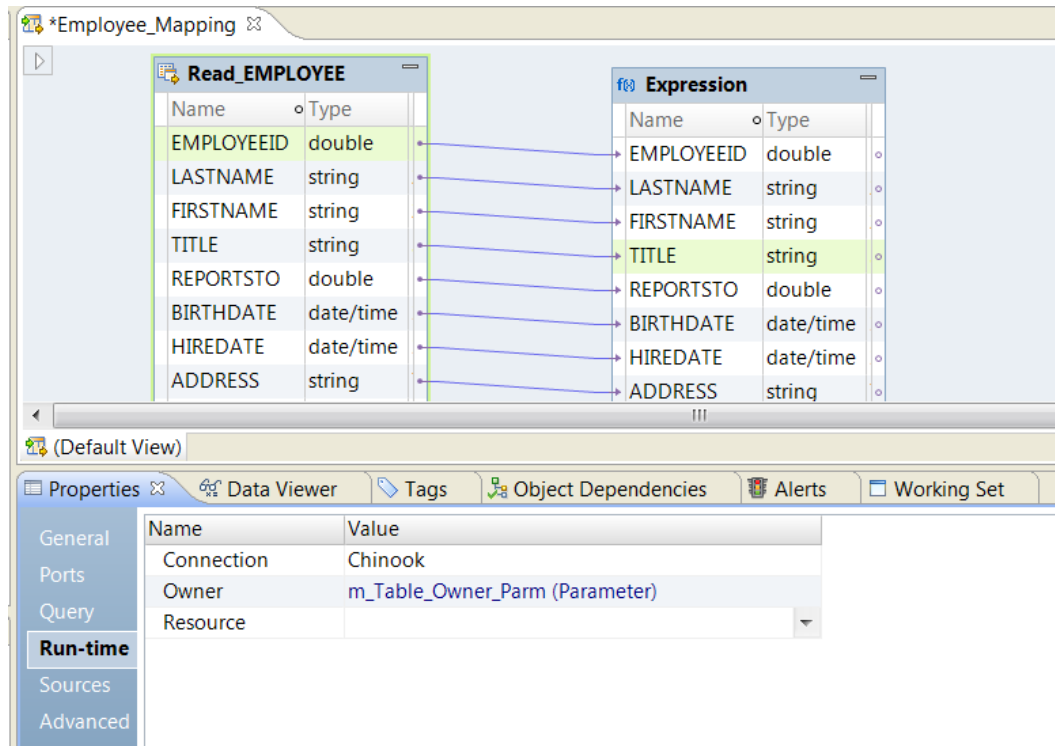 *Employee_Mapping
Read_EMPLOYEE
Name Type
EMPLOYEEID double
LASTNAME string
FIRSTNAME string
TITLE string
REPORTSTO double
BIRTHDATE date/time
HIREDATE date/time
ADDRESS string
f(x) Expression
Name Type
EMPLOYEEID double
LASTNAME string
FIRSTNAME string
TITLE string
REPORTSTO double
BIRTHDATE date/time
HIREDATE date/time
ADDRESS string
(Default View)
Properties Data Viewer Tags Object Dependencies Alerts Working Set
General
Ports
Query
Run-time
Sources
Advanced
Name Value
Connection Chinook
Owner m_Table_Owner_Parm (Parameter)
Resource